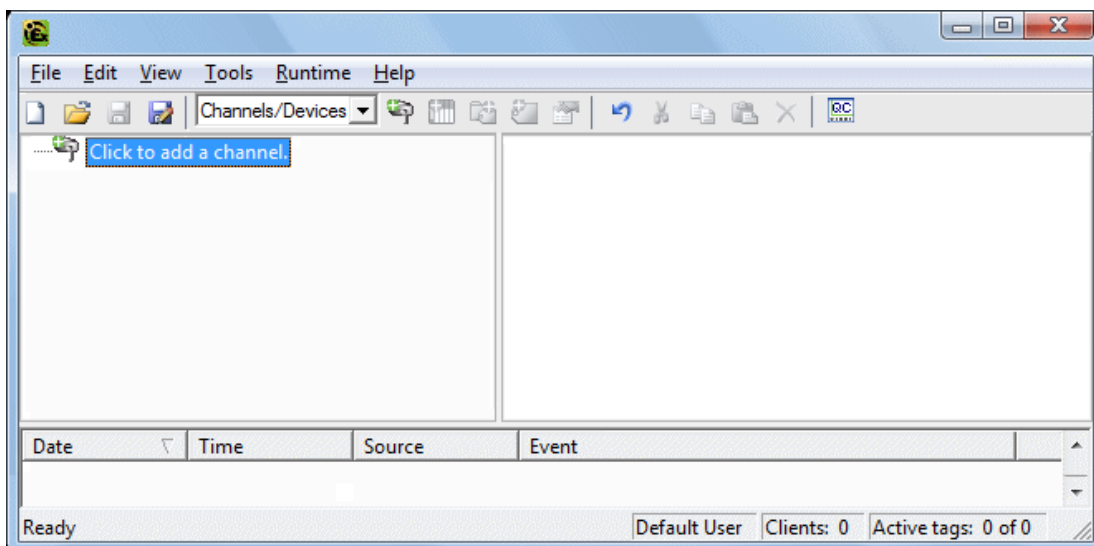 File Edit View Tools Runtime Help
Channels/Devices QC
Click to add a channel.
Date Time Source Event
Ready Default User Clients: 0 Active tags: 0 of 0